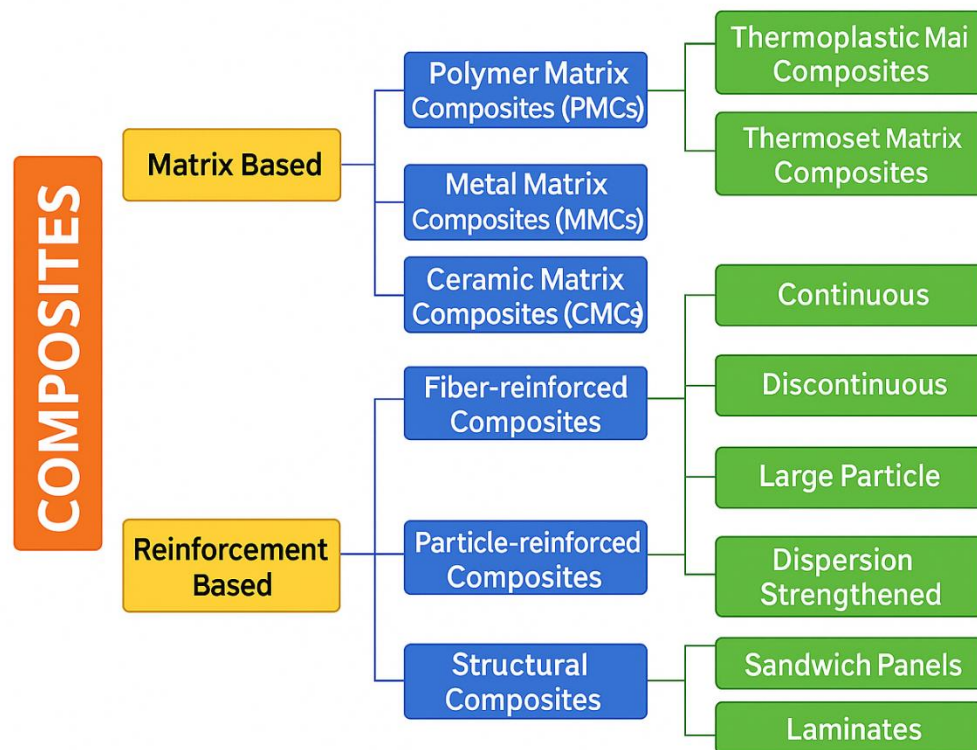 COMPOSITES
Matrix Based
Polymer Matrix
Composites (PMCs)
Thermoplastic Mai
Composites
Thermoset Matrix
Composites
Metal Matrix
Composites (MMCs)
Ceramic Matrix
Composites (CMCs)
Reinforcement
Based
Fiber-reinforced
Composites
Continuous
Discontinuous
Particle-reinforced
Composites
Large Particle
Dispersion
Strengthened
Structural
Composites
Sandwich Panels
Laminates